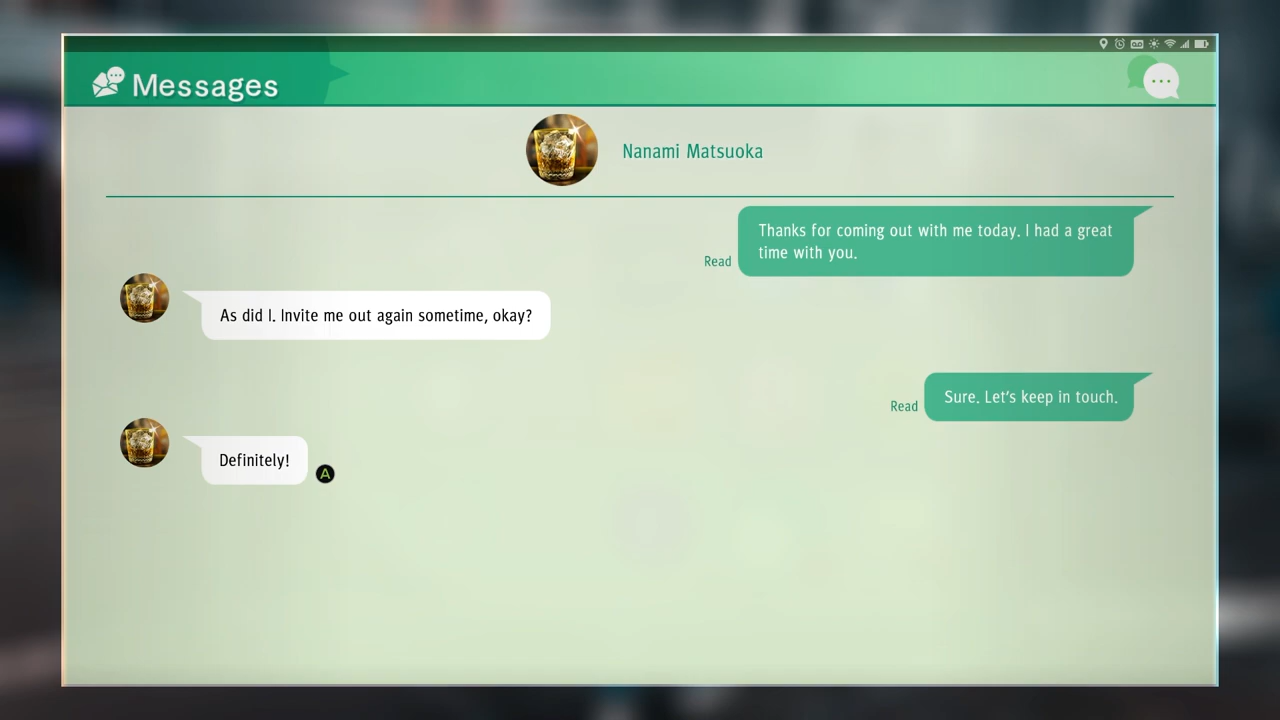 Messages
Nanami Matsuoka
Thanks for coming out with me today. I had a great
time with you.
Read
As did I. Invite me out again sometime, okay?
Sure. Let's keep in touch.
Read
Definitely!
A